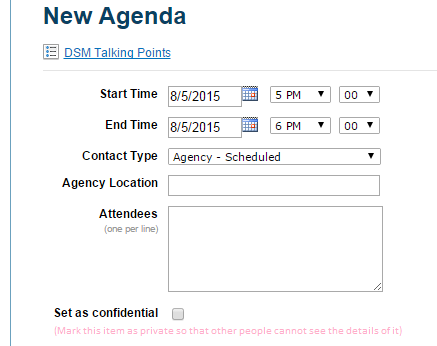 New Agenda
DSM Talking Points
Start Time 8/5/2015 5 PM 00
End Time 8/5/2015 6 PM 00
Contact Type Agency - Scheduled
Agency Location
Attendees
(one per line)
Set as confidential
(Mark this item as private so that other people cannot see the details of it)